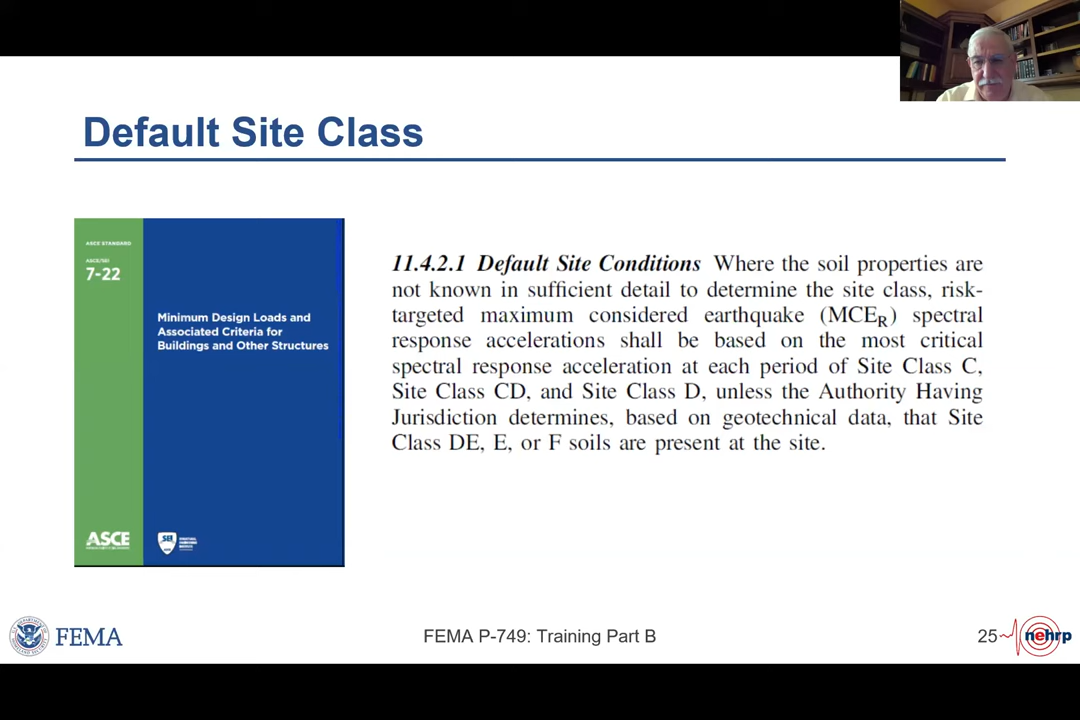 Default Site Class
ASCE STANDARD
ASCE/SEI
7-22
Minimum Design Loads and
Associated Criteria for
Buildings and Other Structures
ASCE
SEI
11.4.2.1 Default Site Conditions Where the soil properties are
not known in sufficient detail to determine the site class, risk-
targeted maximum considered earthquake (MCER) spectral
response accelerations shall be based on the most critical
spectral response acceleration at each period of Site Class C,
Site Class CD, and Site Class D, unless the Authority Having
Jurisdiction determines, based on geotechnical data, that Site
Class DE, E, or F soils are present at the site.
FEMA
FEMA P-749: Training Part B
25
nehrp